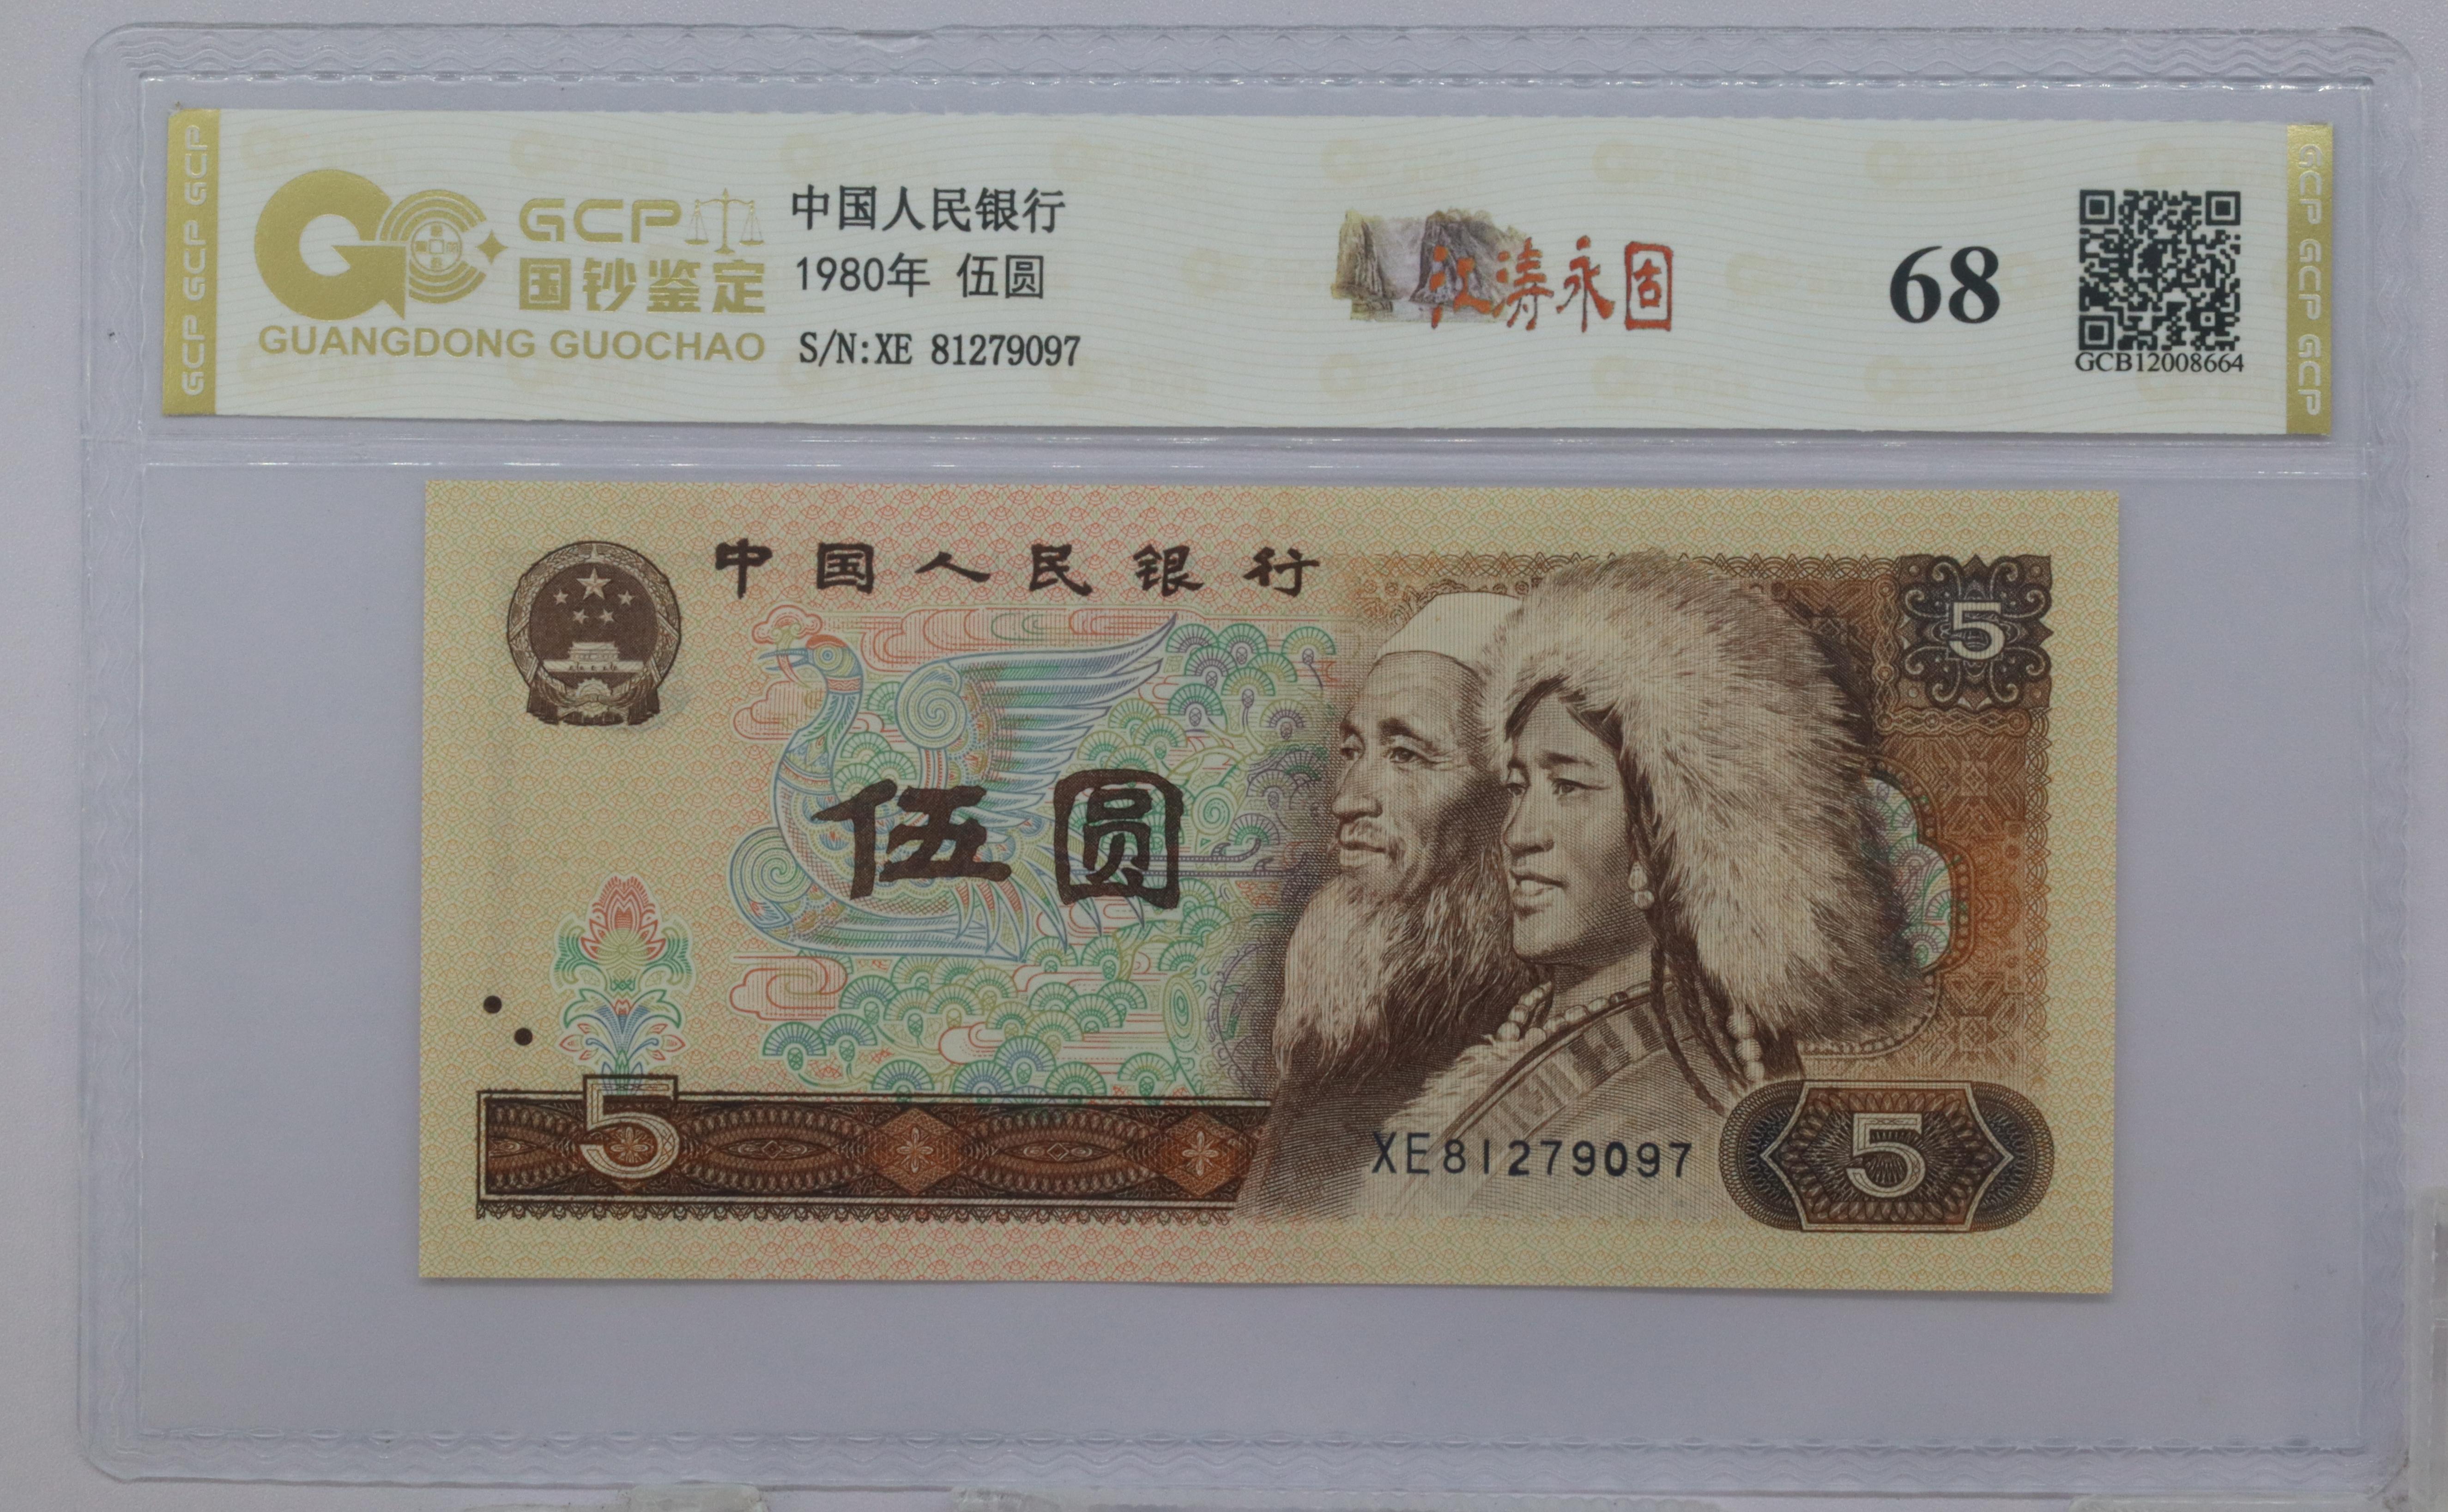 GCP GCP GCP
GCP
国钞鉴定
GUANGDONG GUOCHAO
中国人民银行
1980年 伍圆
S/N:XE 81279097
江涛永固
68
GCB12008664
GCP GCP GCP
中国人民银行
5
伍圆
5
XE81279097
5